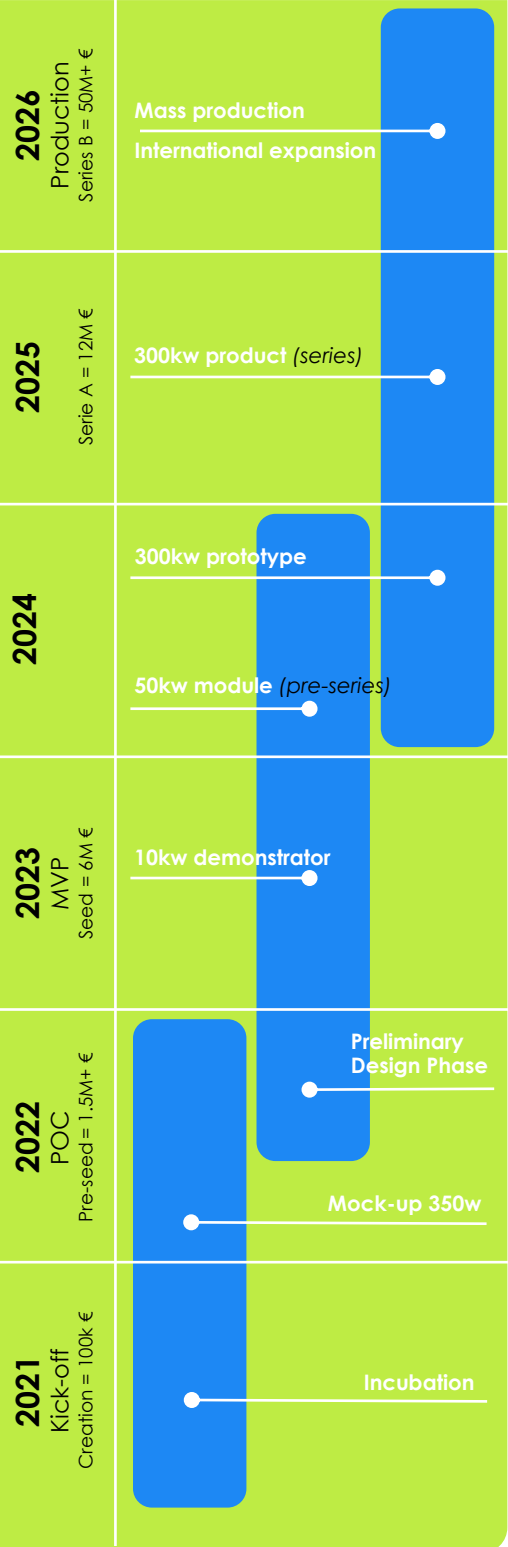 2026
Production
Series B = 50M+ €
Mass production
International expansion
2025
Serie A = 12M €
300kw product (series)
2024
300kw prototype
50kw module (pre-series)
2023
MVP
Seed = 6M €
10kw demonstrator
2022
POC
Pre-seed = 1.5M+ €
Preliminary
Design Phase
Mock-up 350w
2021
Kick-off
Creation = 100k €
Incubation